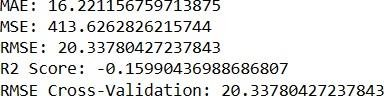 MAE: 16.221156759713875
MSE: 413.6262826215744
RMSE: 20.33780427237843
R2 Score: -0.15990436988686807
RMSE Cross-Validation: 20.33780427237843